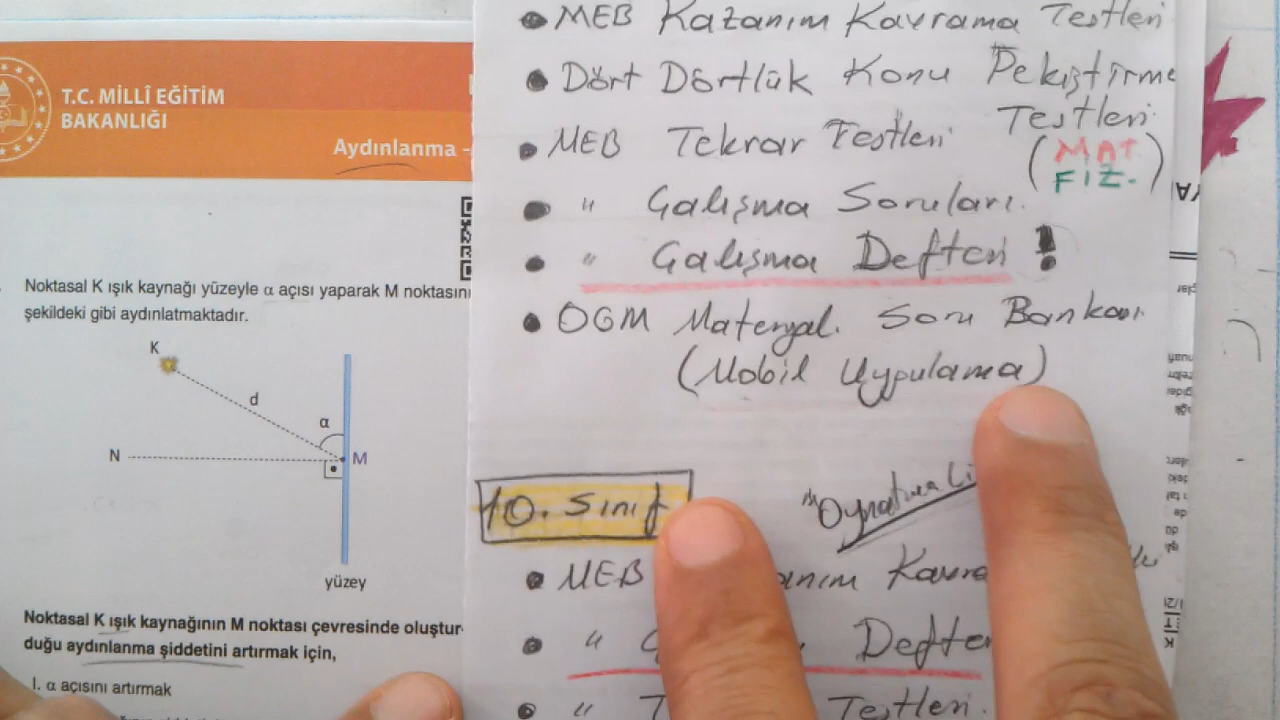 T.C. MİLLÎ EĞİTİM
BAKANLIĞI
Aydınlanma -
Noktasal K ışık kaynağı yüzeyle α açısı yaparak M noktasını
şekildeki gibi aydınlatmaktadır.
K
d
α
N
M
yüzey
Noktasal K ışık kaynağının M noktası çevresinde oluştur-
duğu aydınlanma şiddetini artırmak için,
I. α açısını artırmak
• MEB Kazanım Kavrama Testleri
• Dört Dörtlük Konu Pekiştirme
Testleri
• MEB Tekrar Testleri (MAT
FİZ.)
• " Çalışma Soruları.
• " Çalışma Defteri !
• OGM Materyal. Soru Bankası
(Mobil Uygulama)
10. Sınıf
"Oynatma Li
• MEB
• " Defte
• " Testleri.